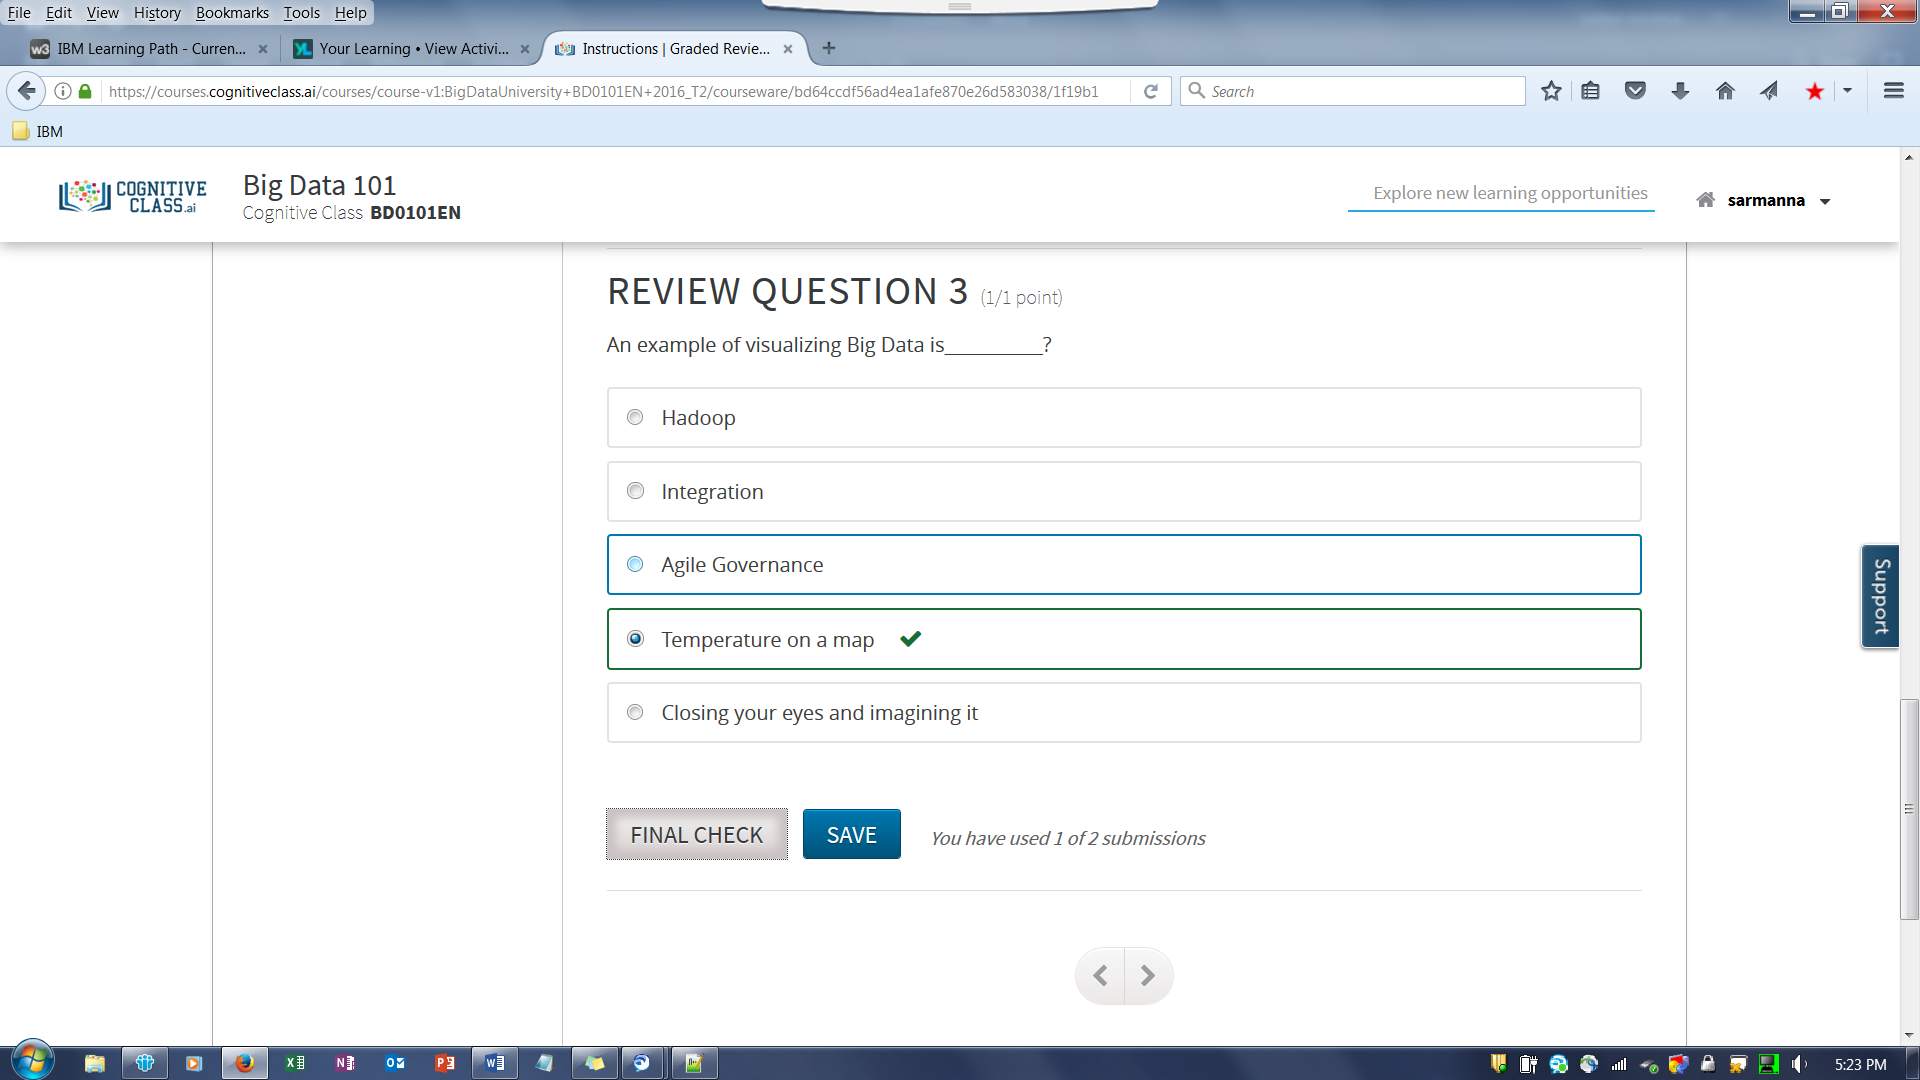 File Edit View History Bookmarks Tools Help
w3 IBM Learning Path - Curren... × YL Your Learning • View Activi... × Instructions | Graded Revie... × +
https://courses.cognitiveclass.ai/courses/course-v1:BigDataUniversity+BD0101EN+2016_T2/courseware/bd64ccdf56ad4ea1afe870e26d583038/1f19b1 Search
IBM
COGNITIVE
CLASS.ai
Big Data 101
Cognitive Class BD0101EN
Explore new learning opportunities
sarmanna
REVIEW QUESTION 3 (1/1 point)
An example of visualizing Big Data is__________?
Hadoop
Integration
Agile Governance
Temperature on a map
Closing your eyes and imagining it
FINAL CHECK SAVE You have used 1 of 2 submissions
Support
5:23 PM